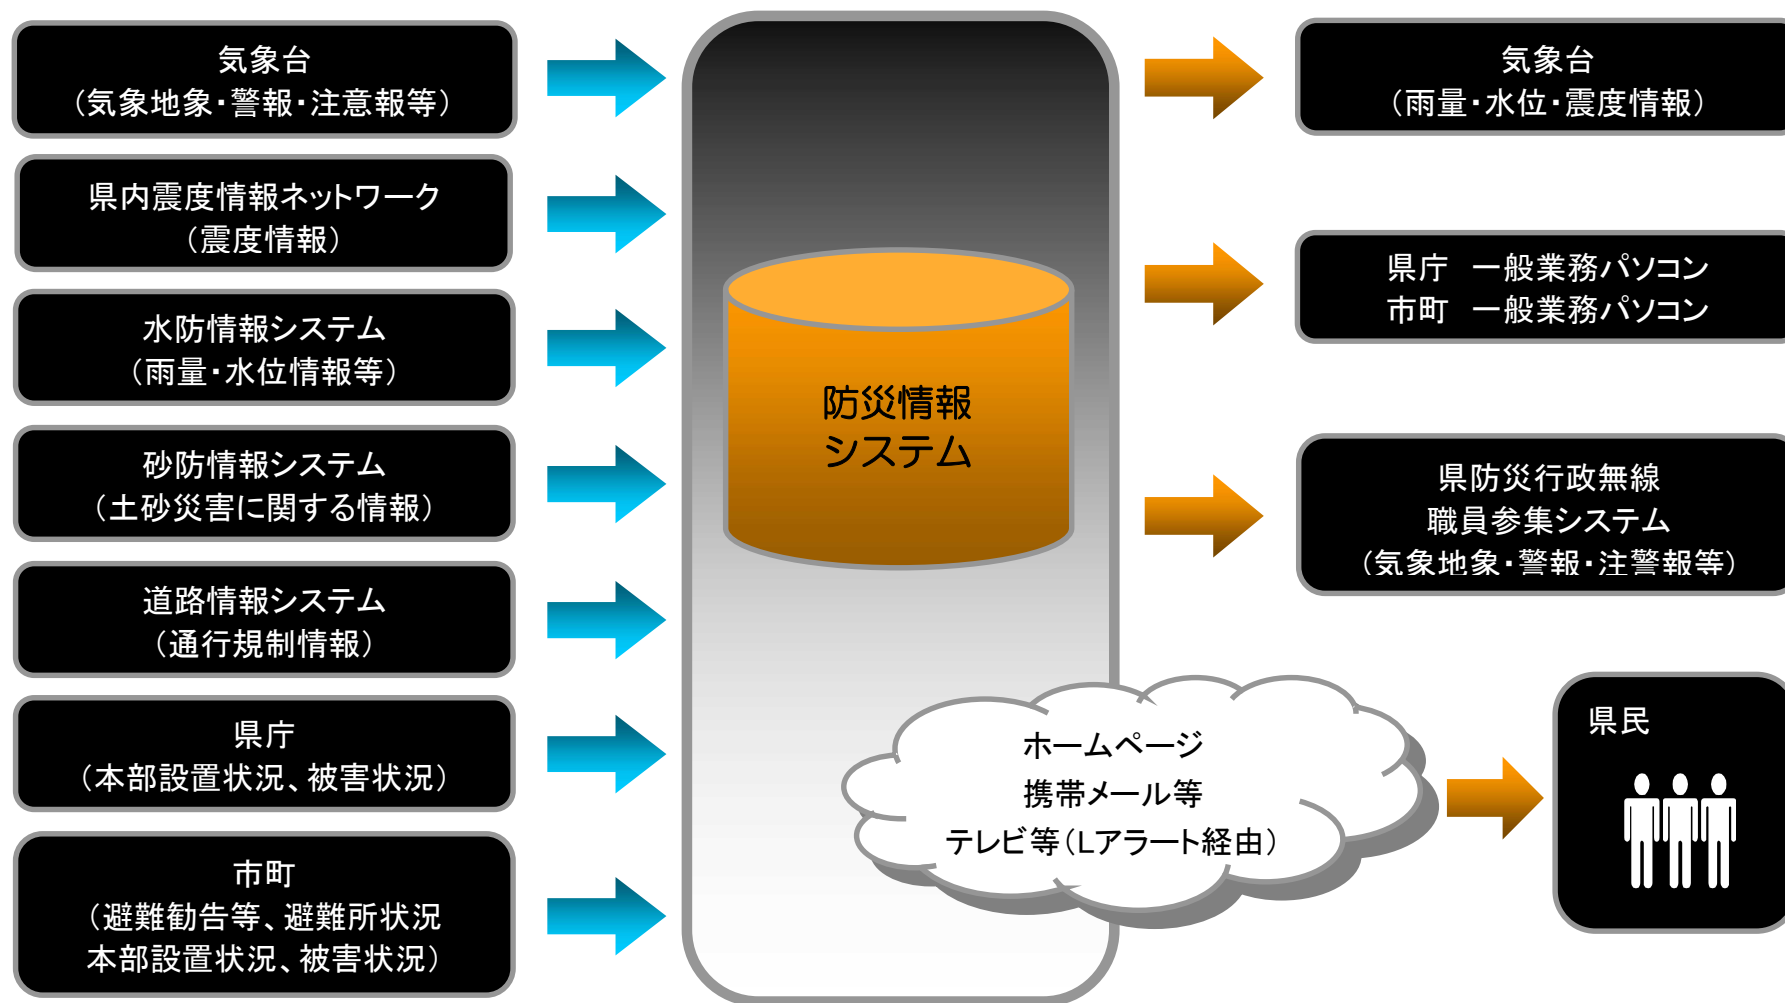 気象台
（気象地象・警報・注意報等）
県内震度情報ネットワーク
（震度情報）
水防情報システム
（雨量・水位情報等）
砂防情報システム
（土砂災害に関する情報）
道路情報システム
（通行規制情報）
県庁
（本部設置状況、被害状況）
市町
（避難勧告等、避難所状況
本部設置状況、被害状況）
防災情報
システム
気象台
（雨量・水位・震度情報）
県庁　一般業務パソコン
市町　一般業務パソコン
県防災行政無線
職員参集システム
（気象地象・警報・注警報等）
ホームページ
携帯メール等
テレビ等（Lアラート経由）
県民